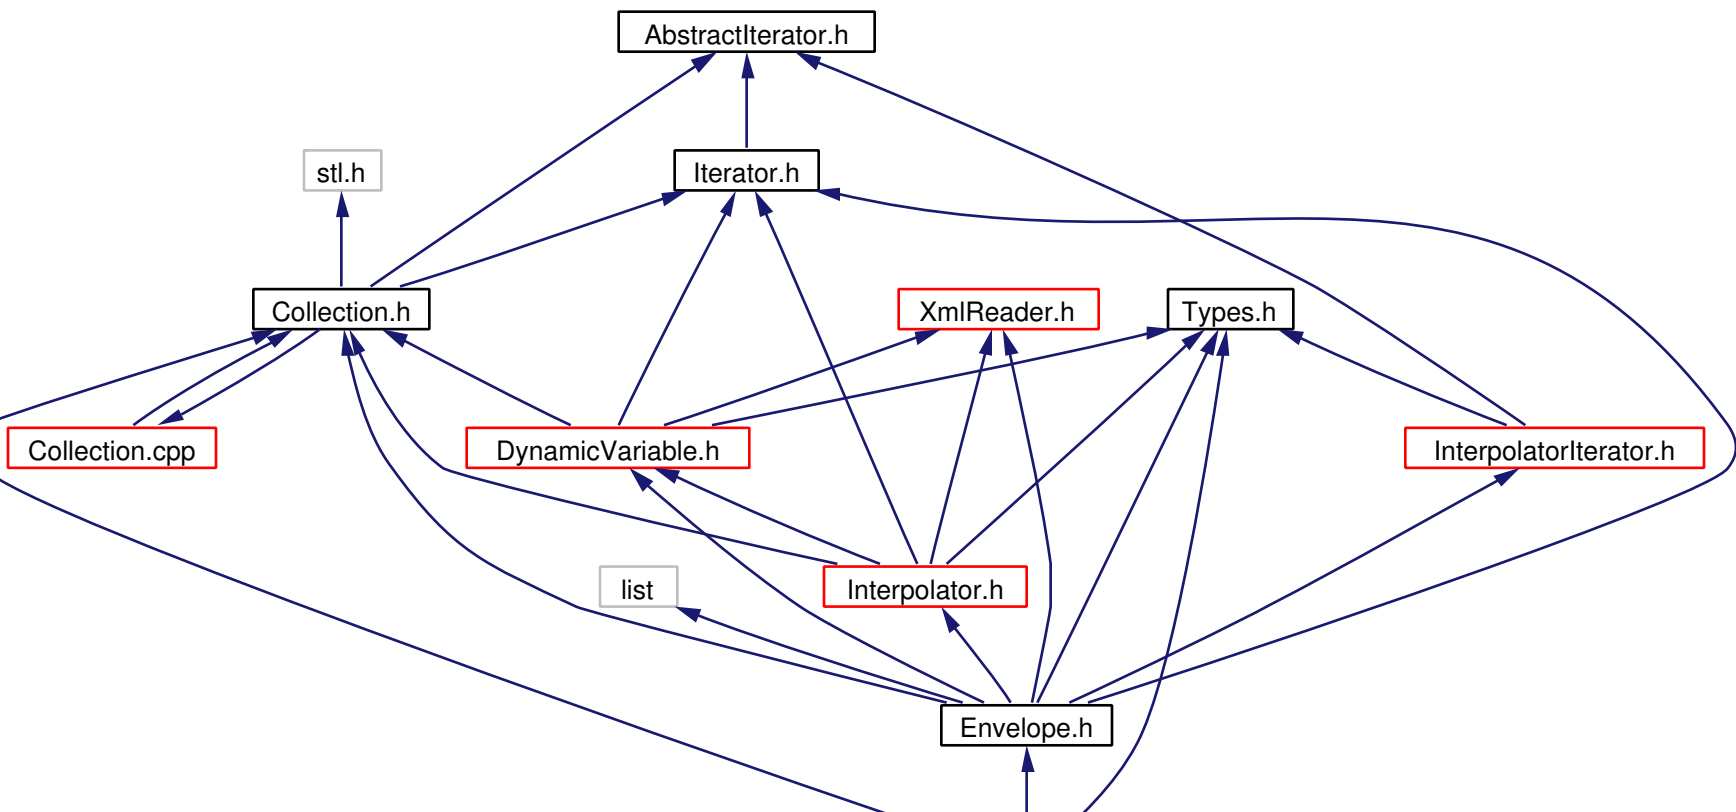 AbstractIterator.h
stl.h
Iterator.h
Collection.h
XmlReader.h
Types.h
Collection.cpp
DynamicVariable.h
InterpolatorIterator.h
list
Interpolator.h
Envelope.h